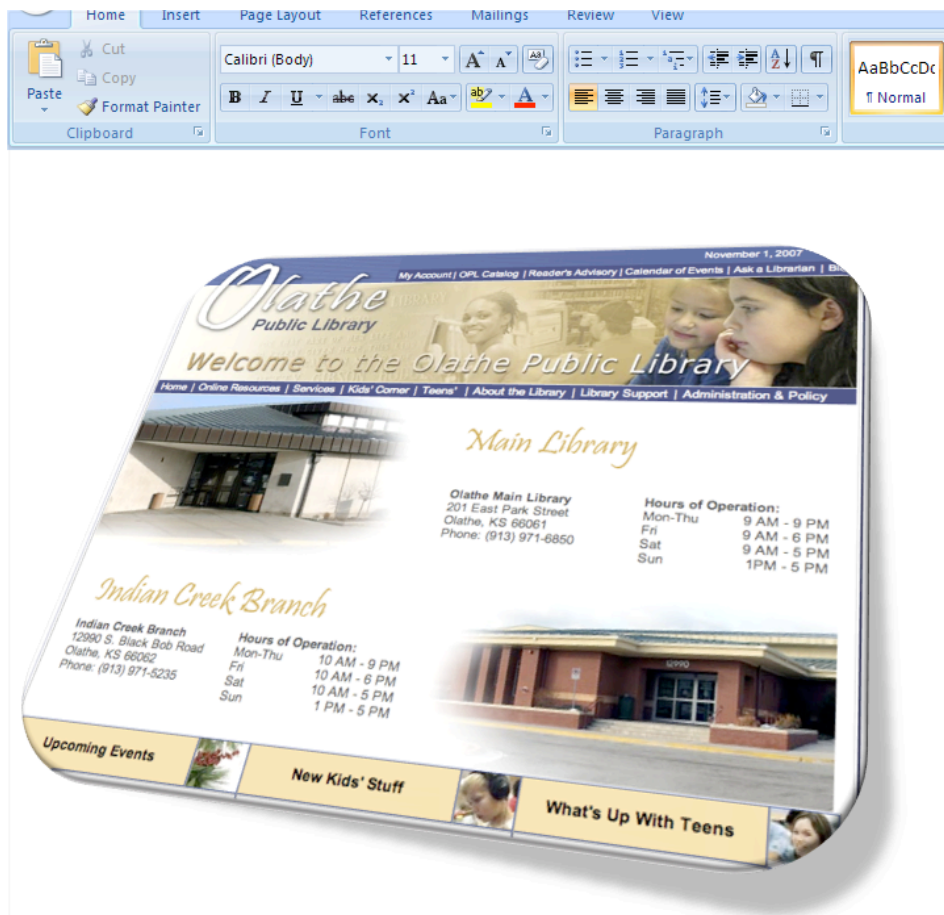 Home Insert Page Layout References Mailings Review View
Cut
Copy
Paste
Format Painter
Clipboard
Calibri (Body) 11
B I U abc X₂ X² Aa ab A
Font
Paragraph
AaBbCcDc
¶ Normal
November 1, 2007
My Account | OPL Catalog | Reader's Advisory | Calendar of Events | Ask a Librarian |
Olathe
Public Library
Welcome to the Olathe Public Library
Home | Online Resources | Services | Kids' Corner | Teens' | About the Library | Library Support | Administration & Policy
Main Library
Olathe Main Library
201 East Park Street
Olathe, KS 66061
Phone: (913) 971-6850
Hours of Operation:
Mon-Thu 9 AM - 9 PM
Fri 9 AM - 6 PM
Sat 9 AM - 5 PM
Sun 1PM - 5 PM
Indian Creek Branch
Indian Creek Branch
12990 S. Black Bob Road
Olathe, KS 66062
Phone: (913) 971-5235
Hours of Operation:
Mon-Thu 10 AM - 9 PM
Fri 10 AM - 6 PM
Sat 10 AM - 5 PM
Sun 1 PM - 5 PM
12990
Upcoming Events
New Kids' Stuff
What's Up With Teens